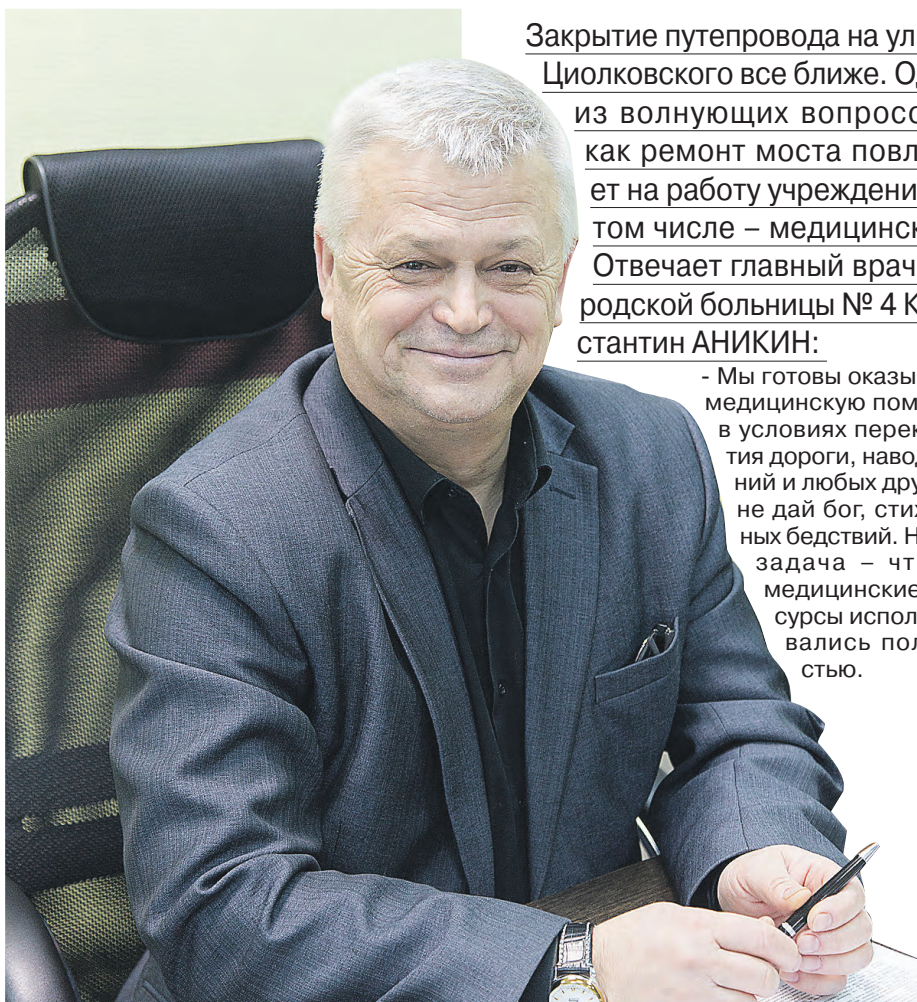 Закрытие путепровода на ул
Циолковского все ближе. О
из волнующих вопросо
как ремонт моста повл
ет на работу учреждени
том числе – медицинск
Отвечает главный врач
родской больницы № 4 К
стантин АНИКИН:
- Мы готовы оказы
медицинскую пом
в условиях перек
тия дороги, навод
ний и любых дру
не дай бог, стих
ных бедствий. Н
задача – чт
медицинские
сурсы испол
вались пол
стью.